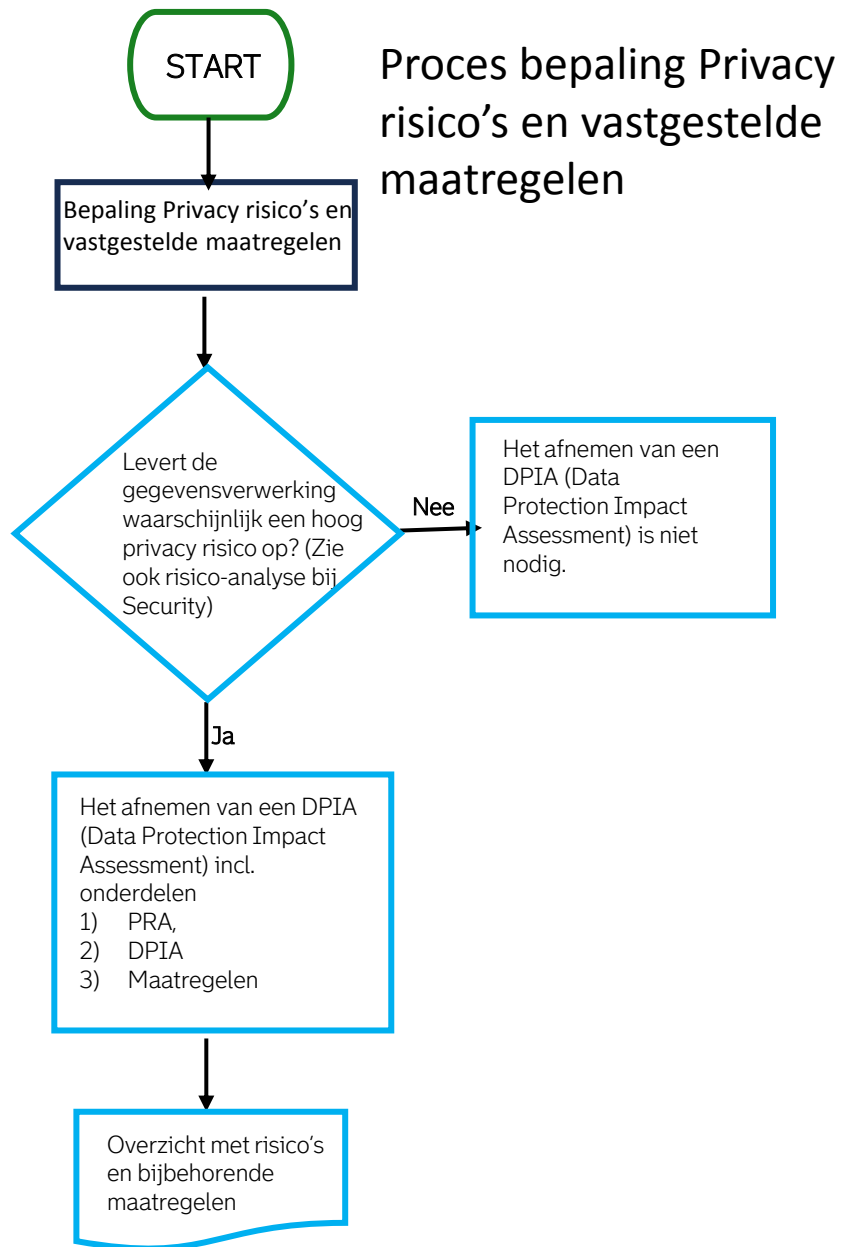 START
Proces bepaling Privacy
risico’s en vastgestelde
maatregelen
Bepaling Privacy risico’s en
vastgestelde maatregelen
Levert de
gegevensverwerking
waarschijnlijk een hoog
privacy risico op? (Zie
ook risico-analyse bij
Security)
Nee
Het afnemen van een
DPIA (Data
Protection Impact
Assessment) is niet
nodig.
Ja
Het afnemen van een DPIA
(Data Protection Impact
Assessment) incl.
onderdelen
1) PRA,
2) DPIA
3) Maatregelen
Overzicht met risico’s
en bijbehorende
maatregelen